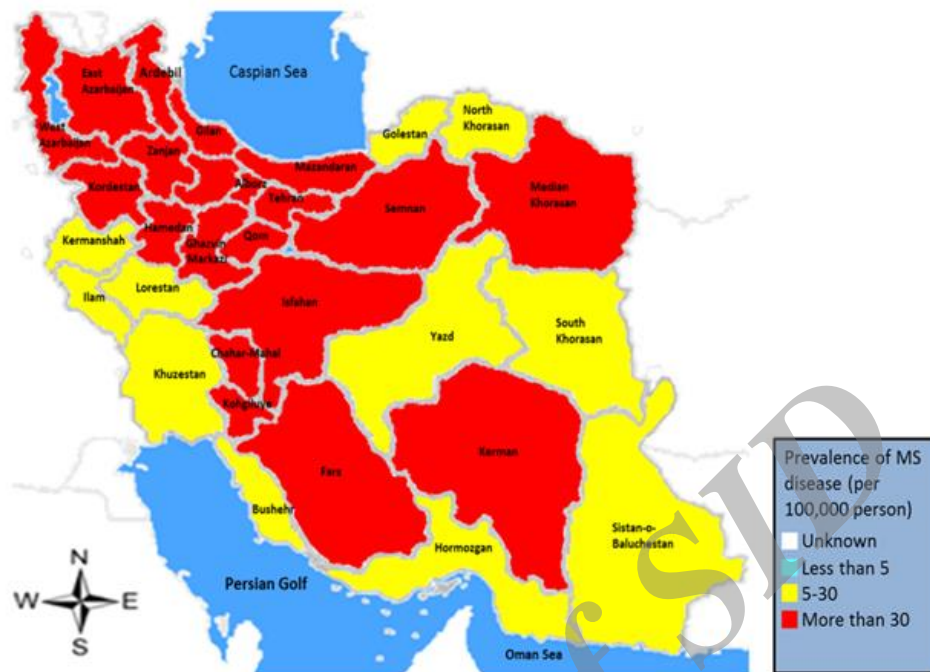 Caspian Sea
East
Azarbaijan
Ardebil
West
Azarbaijan
Gilan
Zanjan
Mazandaran
Golestan
North
Khorasan
Kordestan
Alborz
Tehran
Semnan
Median
Khorasan
Kermanshah
Hamedan
Ghazvin
Markazi
Qom
Ilam
Lorestan
Isfahan
Yazd
South
Khorasan
Khuzestan
Chahar-Mahal
Kohgiluye
Fars
Kerman
Bushehr
Hormozgan
Sistan-o-
Baluchestan
Persian Golf
Oman Sea
N
W
E
S
Prevalence of MS
disease (per
100,000 person)
Unknown
Less than 5
5-30
More than 30
f SID